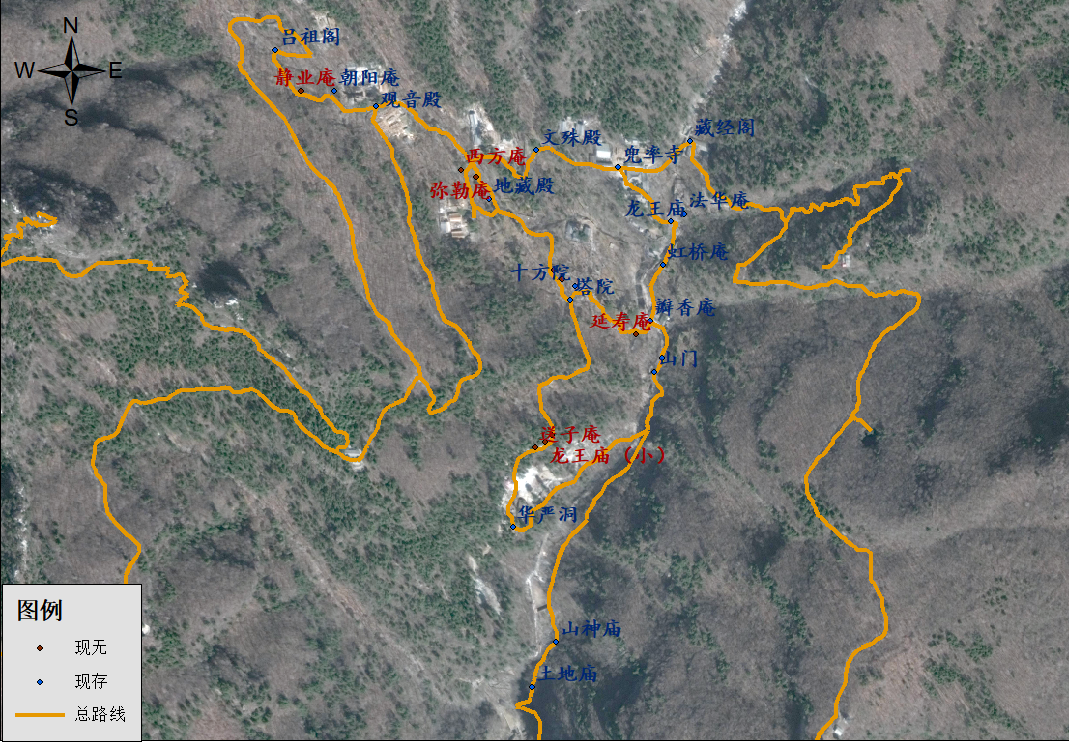 N
W
E
S
吕祖阁
静业庵
朝阳庵
观音殿
藏经阁
文殊殿
兜率寺
西方庵
弥勒庵
地藏殿
龙王庙
法华庵
虹桥庵
十方院
塔院
瓣香庵
延寿庵
山门
送子庵
龙王庙（小）
华严洞
山神庙
土地庙
图例
现无
现存
总路线